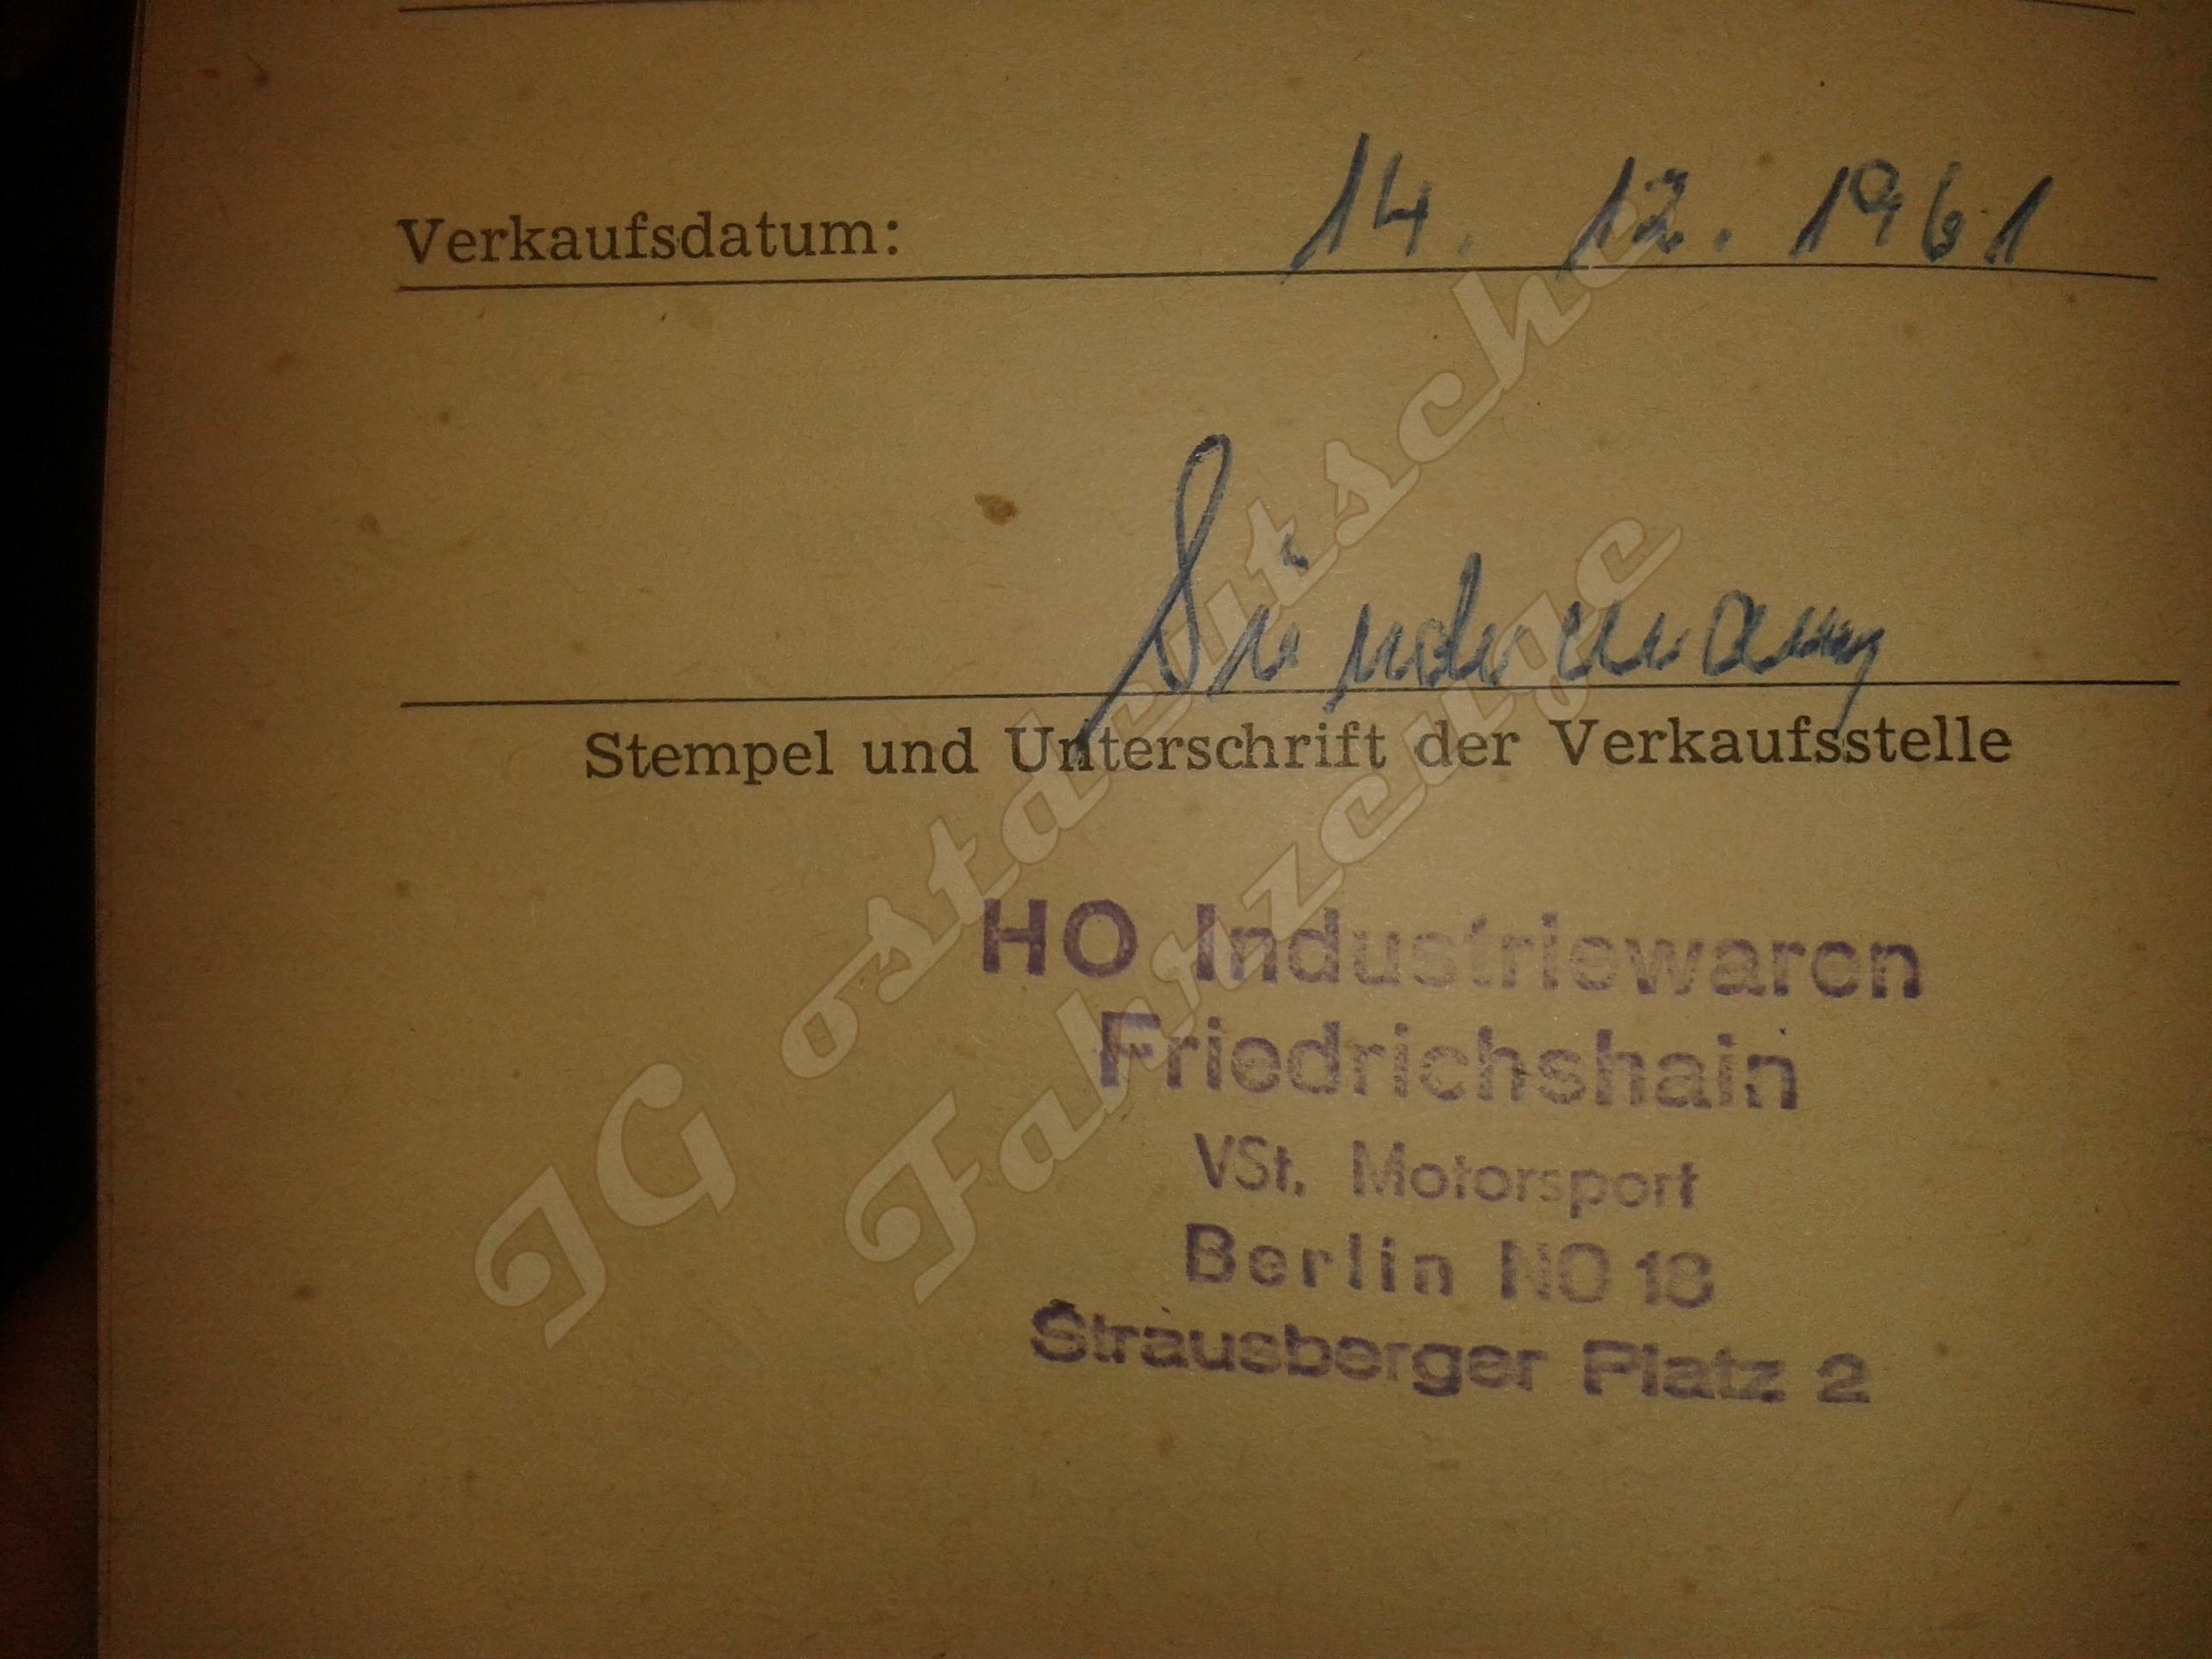 Verkaufsdatum: 14. 12. 1961
Stempel und Unterschrift der Verkaufsstelle
HO Industriewaren
Friedrichshain
VSt. Motorsport
Berlin NO 18
Strausberger Platz 2
IG ostdeutsche
Fahrzeuge